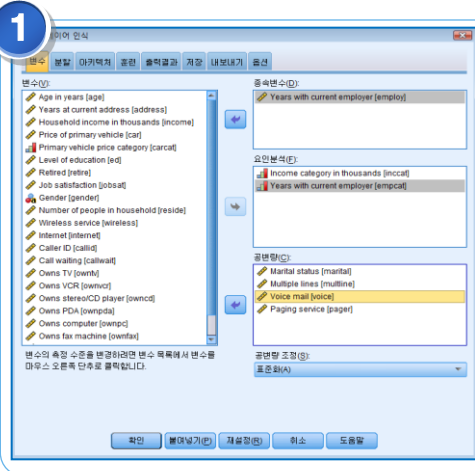 1
이어 인식
변수 분할 아키텍처 훈련 출력결과 저장 내보내기 옵션
변수(V):
Age in years [age]
Years at current address [address]
Household income in thousands [income]
Price of primary vehicle [car]
Primary vehicle price category [carcat]
Level of education [ed]
Retired [retire]
Job satisfaction [jobsat]
Gender [gender]
Number of people in household [reside]
Wireless service [wireless]
Internet [internet]
Caller ID [callid]
Call waiting [callwait]
Owns TV [owntv]
Owns VCR [ownvcr]
Owns stereo/CD player [owncd]
Owns PDA [ownpda]
Owns computer [ownpc]
Owns fax machine [ownfax]
변수의 측정 수준을 변경하려면 변수 목록에서 변수를
마우스 오른쪽 단추로 클릭합니다.
종속변수(D):
Years with current employer [employ]
요인분석(F):
Income category in thousands [inccat]
Years with current employer [empcat]
공변량(C):
Marital status [marital]
Multiple lines [multline]
Voice mail [voice]
Paging service [pager]
공변량 조정(S):
표준화(A)
확인 붙여넣기(P) 재설정(R) 취소 도움말